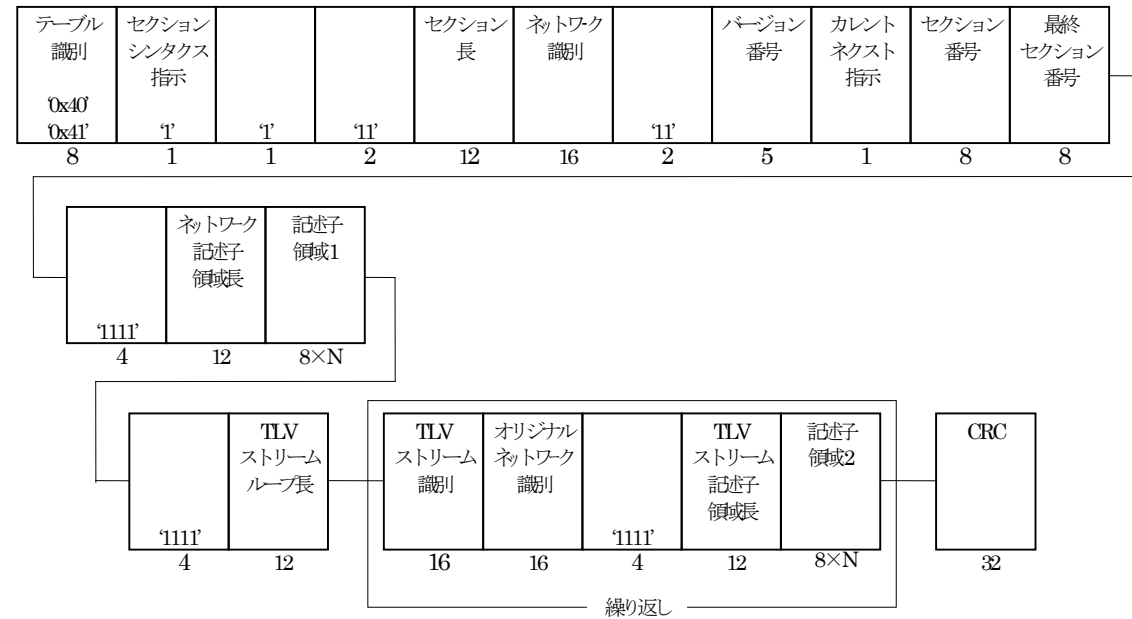 テーブル
識別
'0x40'
'0x41'
8
セクション
シンタクス
指示
'1'
1
'1'
1
'11'
2
セクション
長
12
ネットワーク
識別
16
'11'
2
バージョン
番号
5
カレント
ネクスト
指示
1
セクション
番号
8
最終
セクション
番号
8
'1111'
4
ネットワーク
記述子
領域長
12
記述子
領域1
8×N
'1111'
4
TLV
ストリーム
ループ長
12
TLV
ストリーム
識別
16
オリジナル
ネットワーク
識別
16
'1111'
4
TLV
ストリーム
記述子
領域長
12
記述子
領域2
8×N
CRC
32
繰り返し